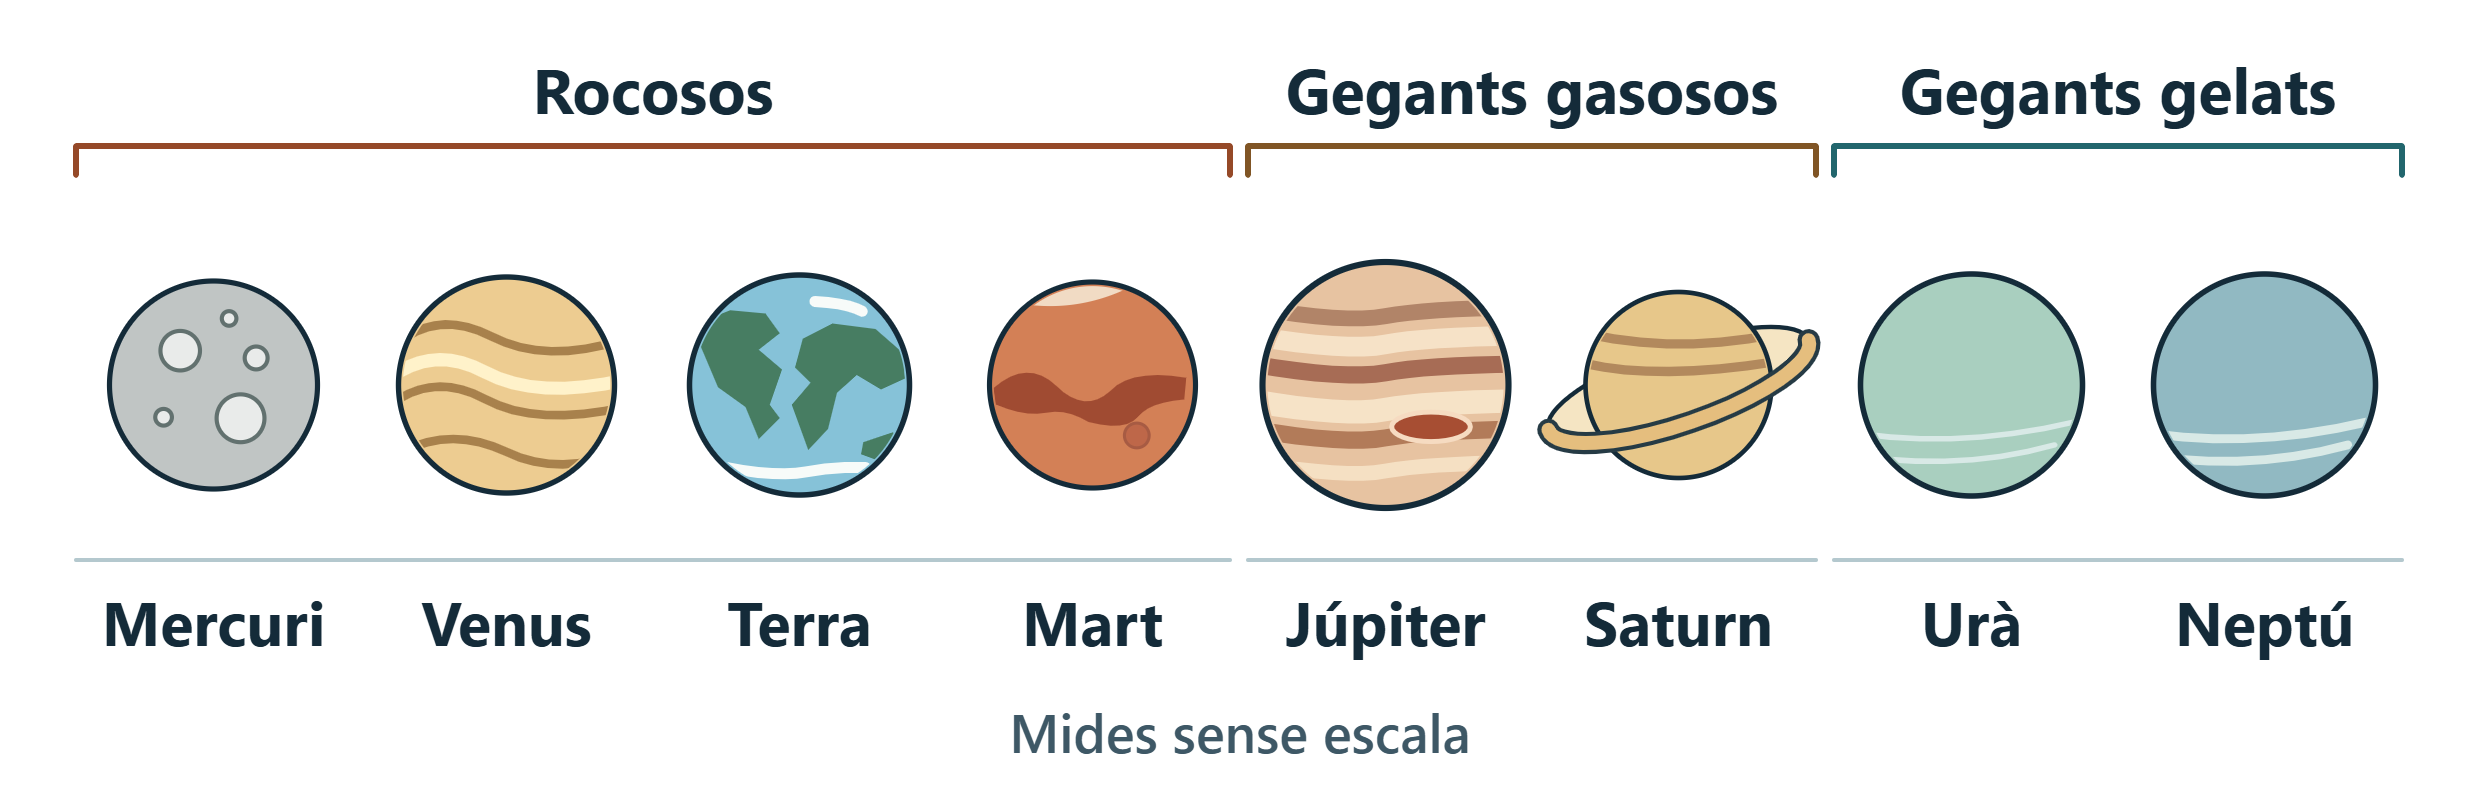 Rocosos Gegants gasosos Gegants gelats
Mercuri Venus Terra Mart Júpiter Saturn Urà Neptú
Mides sense escala